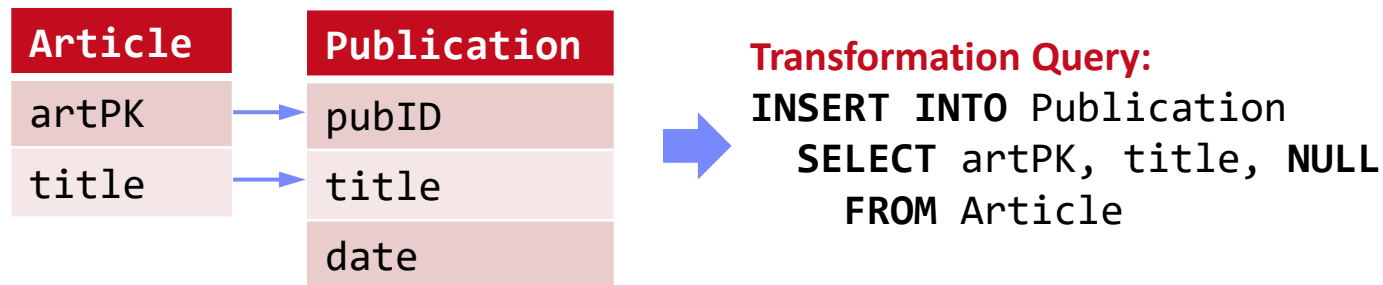 Article
artPK
title
Publication
pubID
title
date
Transformation Query:
INSERT INTO Publication
SELECT artPK, title, NULL
FROM Article